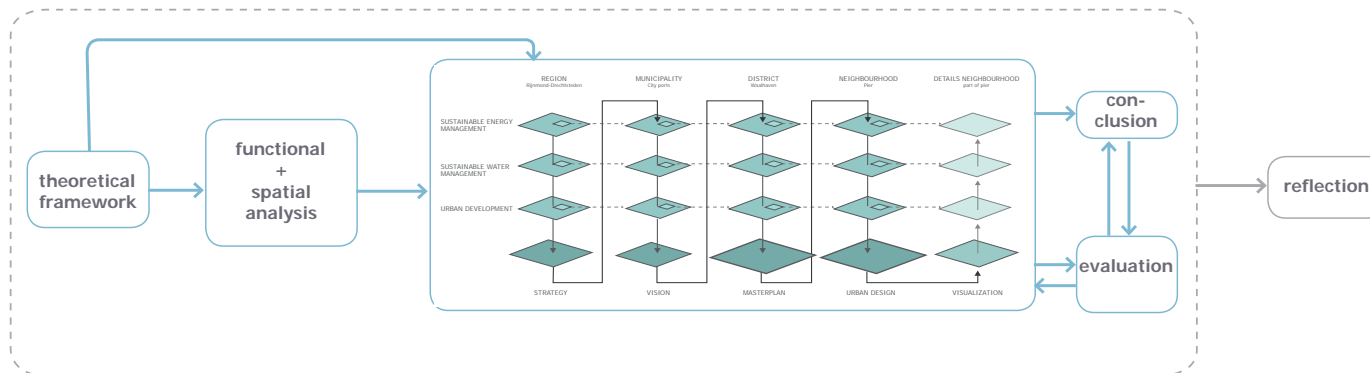 theoretical
framework
functional
+
spatial
analysis
REGION
Rijnmond-Drechtsteden
MUNICIPALITY
City ports
DISTRICT
Waalhaven
NEIGHBOURHOOD
Pier
DETAILS NEIGHBOURHOOD
part of pier
SUSTAINABLE ENERGY
MANAGEMENT
SUSTAINABLE WATER
MANAGEMENT
URBAN DEVELOPMENT
STRATEGY
VISION
MASTERPLAN
URBAN DESIGN
VISUALIZATION
con-
clusion
evaluation
reflection